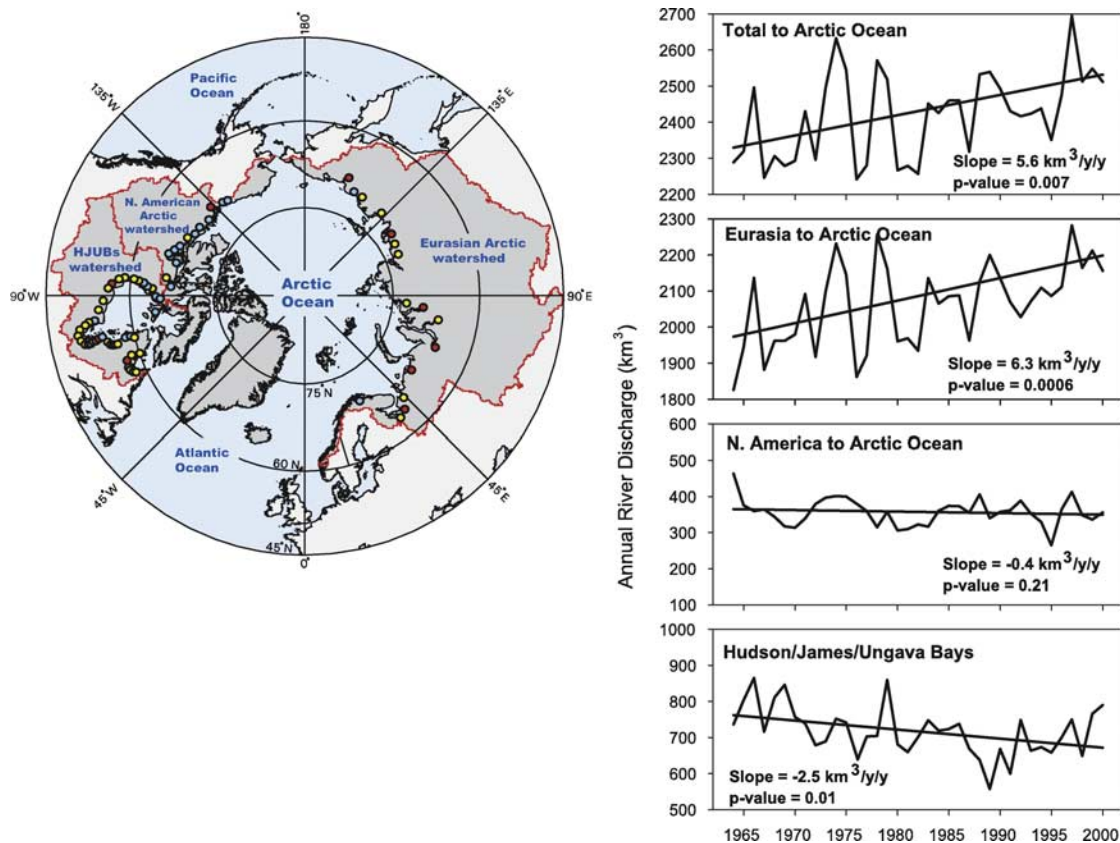 180°
Pacific
Ocean
135°W
135°E
N. American
Arctic
watershed
HJUBs
watershed
Eurasian Arctic
watershed
Arctic
Ocean
90°W
90°E
75°N
Atlantic
Ocean
60 N
45°W
45°E
45°N
0°
Annual River Discharge (km³)
2700
2600
2500
2400
2300
2200
Total to Arctic Ocean
Slope = 5.6 km³/y/y
p-value = 0.007
2300
2200
2100
2000
1900
1800
Eurasia to Arctic Ocean
Slope = 6.3 km³/y/y
p-value = 0.0006
600
500
400
300
200
100
N. America to Arctic Ocean
Slope = -0.4 km³/y/y
p-value = 0.21
1000
900
800
700
600
500
Hudson/James/Ungava Bays
Slope = -2.5 km³/y/y
p-value = 0.01
1965 1970 1975 1980 1985 1990 1995 2000